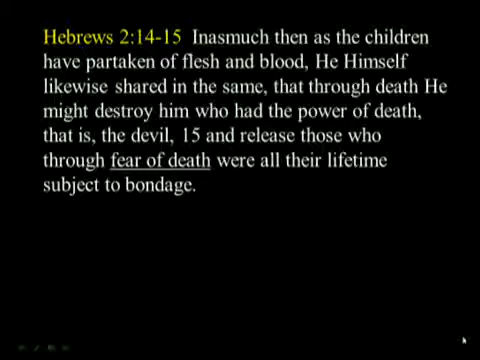 Hebrews 2:14-15  Inasmuch then as the children
have partaken of flesh and blood, He Himself
likewise shared in the same, that through death He
might destroy him who had the power of death,
that is, the devil, 15 and release those who
through fear of death were all their lifetime
subject to bondage.